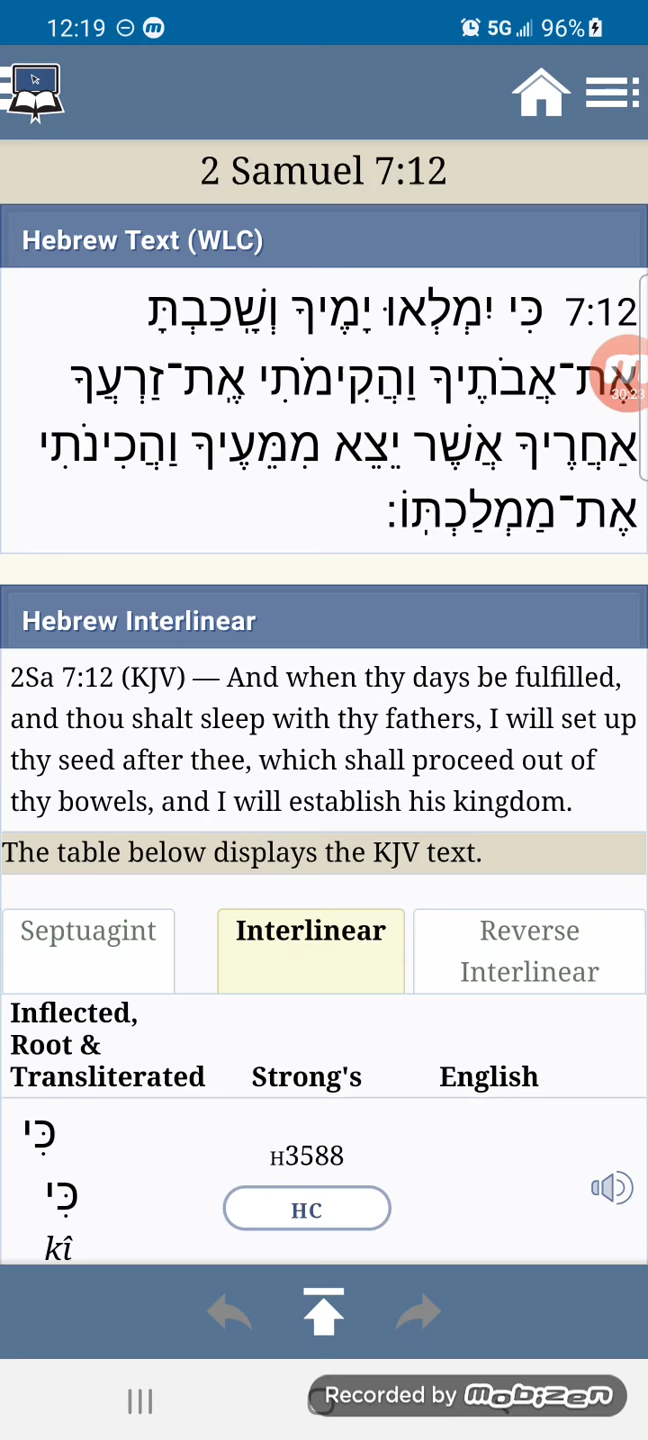 12:19
5G 96%
2 Samuel 7:12
Hebrew Text (WLC)
7:12 כִּי יִמְלְאוּ יָמֶיךָ וְשָׁכַבְתָּ֣
אֶת־אֲבֹתֶיךָ וַהֲקִימֹתִי אֶֽת־זַרְעֲךָ
אַחֲרֶיךָ אֲשֶׁר יֵצֵא מִמֵּעֶיךָ וַהֲכִינֹתִי
אֶת־מַמְלַכְתּֽוֹ׃
30:23
Hebrew Interlinear
2Sa 7:12 (KJV) — And when thy days be fulfilled,
and thou shalt sleep with thy fathers, I will set up
thy seed after thee, which shall proceed out of
thy bowels, and I will establish his kingdom.
The table below displays the KJV text.
Septuagint
Interlinear
Reverse
Interlinear
Inflected,
Root &
Transliterated
Strong's
English
כִּי
H3588
כִּי
HC
kî
Recorded by mobizen